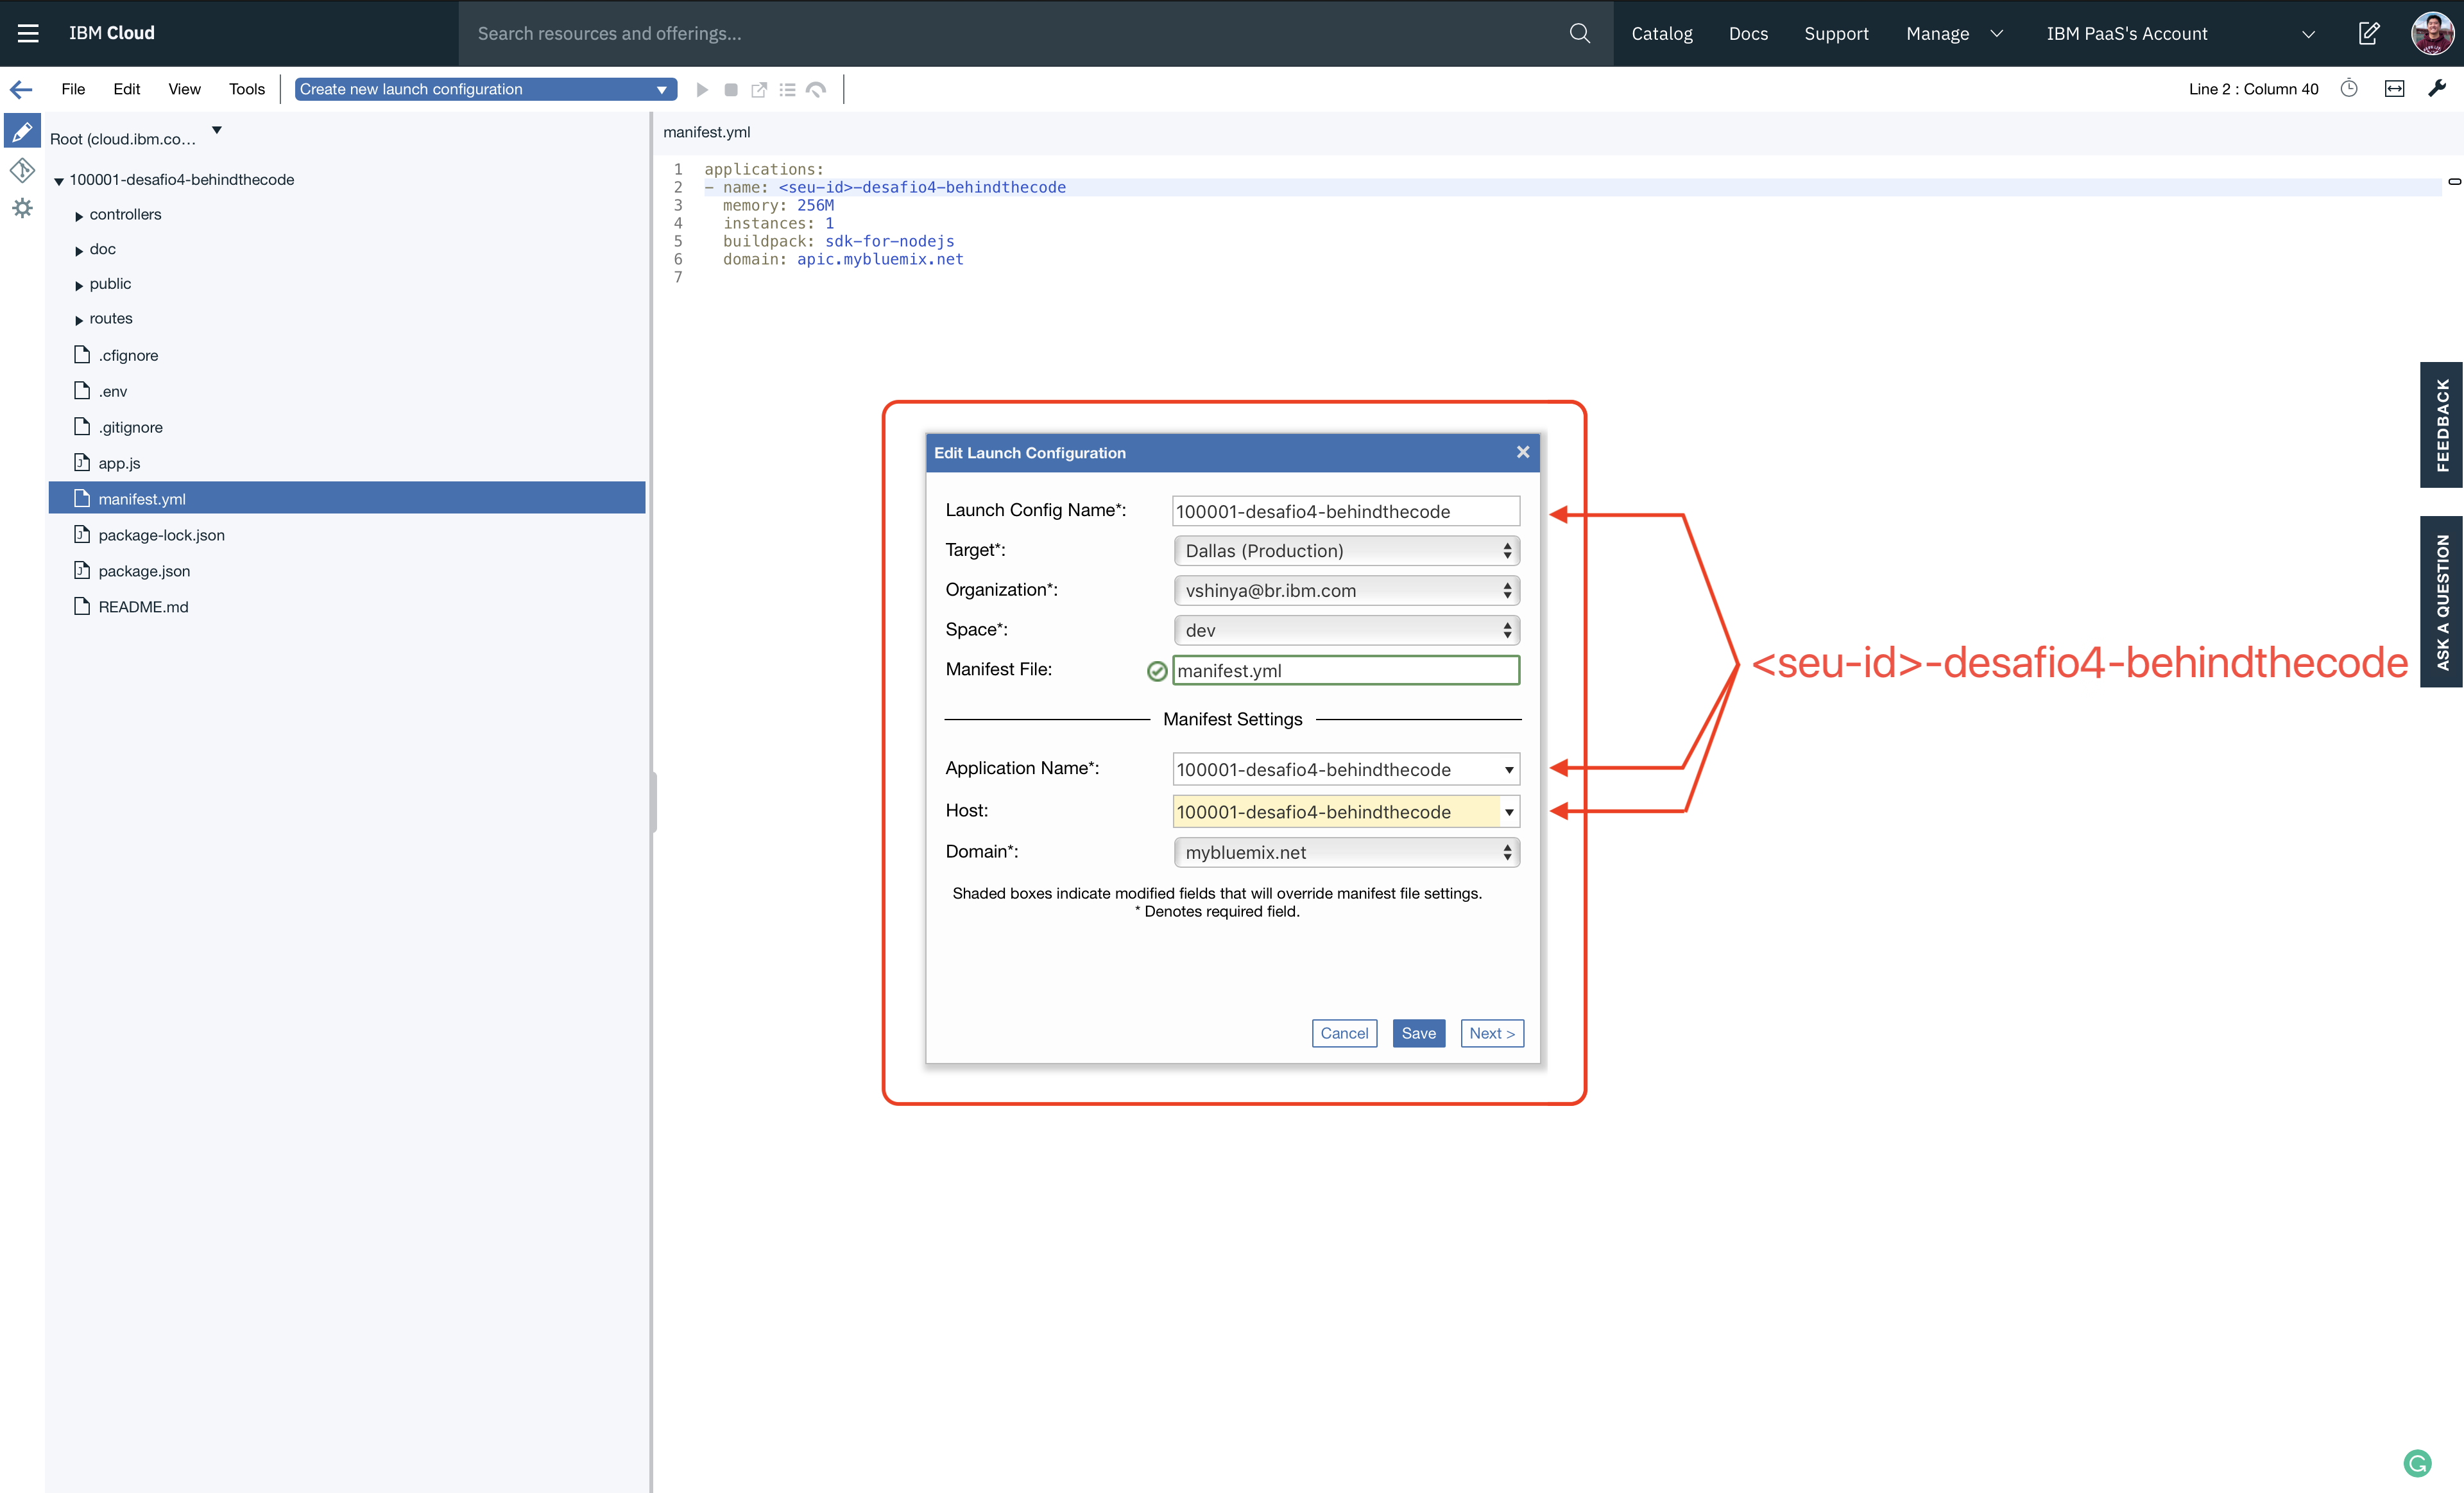 IBM Cloud
Search resources and offerings...
Catalog
Docs
Support
Manage
IBM PaaS's Account
File
Edit
View
Tools
Create new launch configuration
Line 2 : Column 40
Root (cloud.ibm.co...
100001-desafio4-behindthecode
controllers
doc
public
routes
.cfignore
.env
.gitignore
app.js
manifest.yml
package-lock.json
package.json
README.md
manifest.yml
1 applications:
2 - name: <seu-id>-desafio4-behindthecode
3 memory: 256M
4 instances: 1
5 buildpack: sdk-for-nodejs
6 domain: apic.mybluemix.net
7
Edit Launch Configuration
Launch Config Name*: 100001-desafio4-behindthecode
Target*: Dallas (Production)
Organization*: vshinya@br.ibm.com
Space*: dev
Manifest File: manifest.yml
Manifest Settings
Application Name*: 100001-desafio4-behindthecode
Host: 100001-desafio4-behindthecode
Domain*: mybluemix.net
Shaded boxes indicate modified fields that will override manifest file settings.
* Denotes required field.
Cancel
Save
Next >
<seu-id>-desafio4-behindthecode
FEEDBACK
ASK A QUESTION